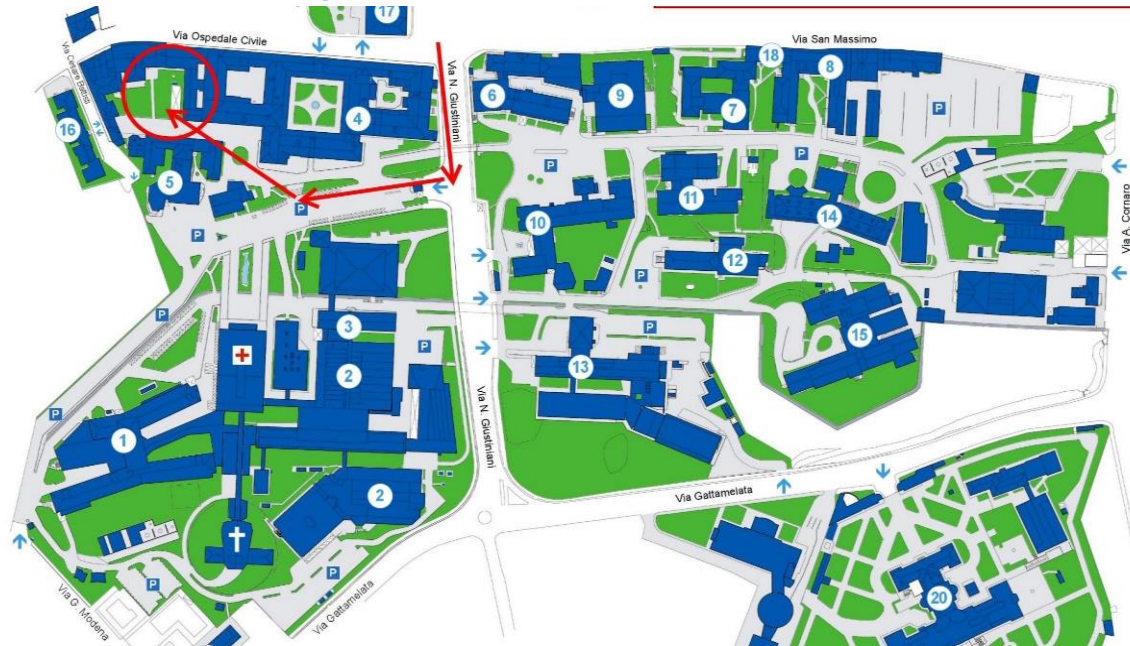 17
Via Ospedale Civile
Via San Massimo
Via Cesare Battisti
Via N. Giustiniani
18
8
6
9
7
4
P
16
5
P
11
P
P
10
14
P
12
P
Via A. Cornaro
P
3
P
P
15
2
13
1
P
Via N. Giustiniani
2
Via Gattamelata
P
P
Via G. Modena
Via Gattamelata
20